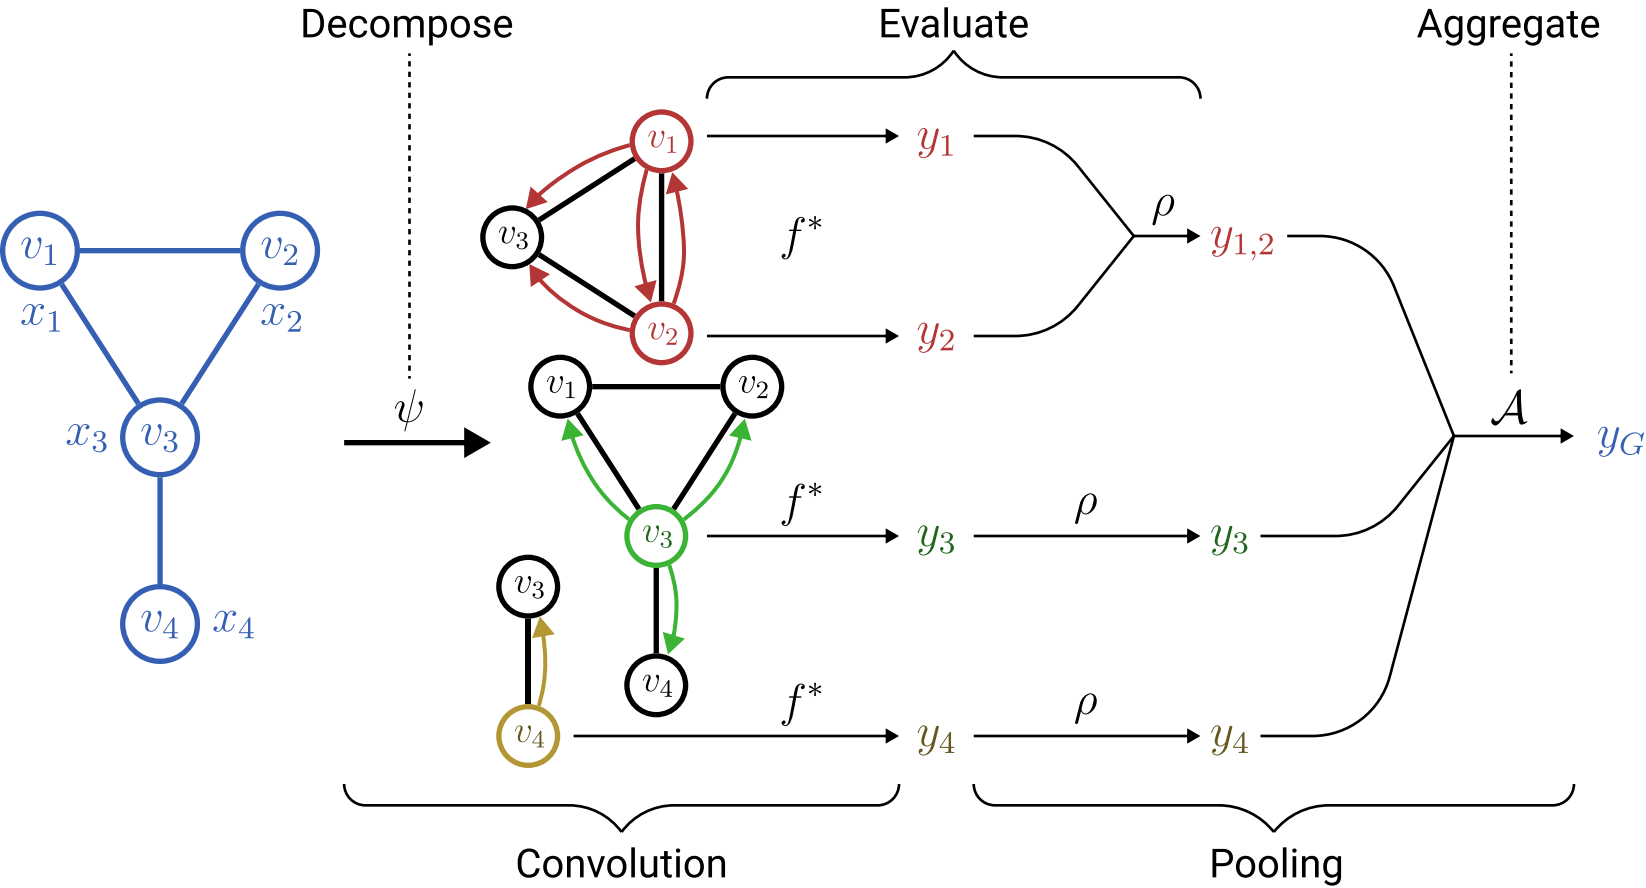 Decompose
Evaluate
Aggregate
v₁
v₂
x₁
x₂
x₃
v₃
v₄
x₄
ψ
v₁
v₃
v₂
f*
y₁
y₂
ρ
y₁,₂
v₁
v₂
v₃
v₄
f*
y₃
ρ
y₃
v₃
v₄
f*
y₄
ρ
y₄
𝒜
y_G
Convolution
Pooling